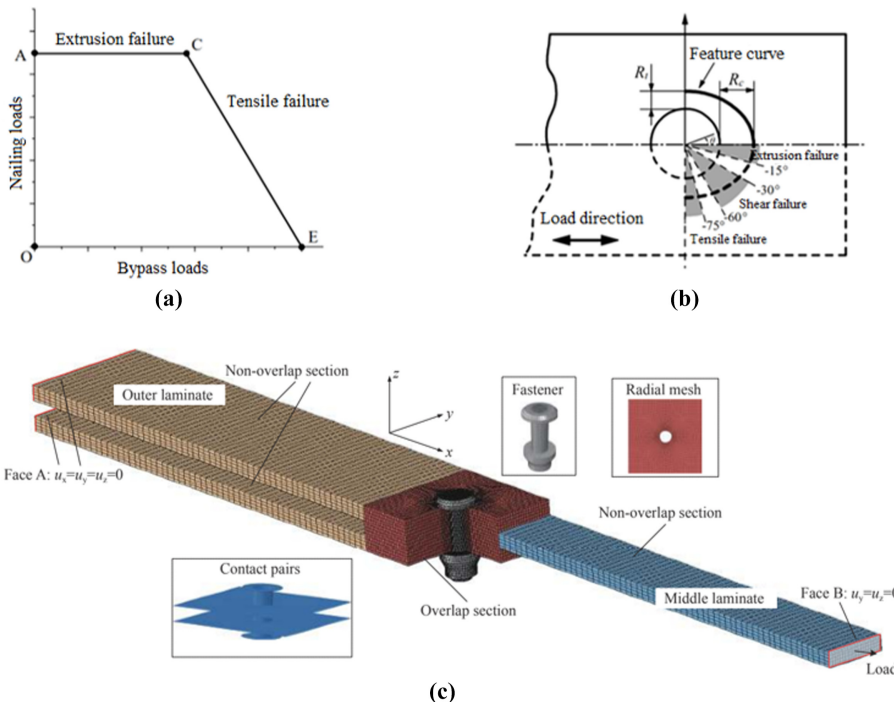 A
Extrusion failure
C
Tensile failure
Nailing loads
O
E
Bypass loads
(a)
Feature curve
Rt
Rc
θ
Extrusion failure
-15°
-30°
Shear failure
-60°
-75°
Tensile failure
Load direction
(b)
Non-overlap section
Outer laminate
z
y
x
Fastener
Radial mesh
Face A: ux=uy=uz=0
Non-overlap section
Contact pairs
Overlap section
Middle laminate
Face B: uy=uz=0
Load
(c)